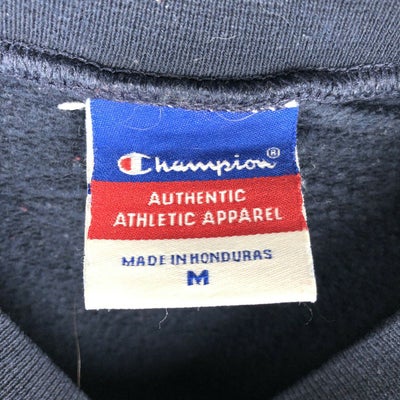 Champion®
AUTHENTIC
ATHLETIC APPAREL
MADE IN HONDURAS
M